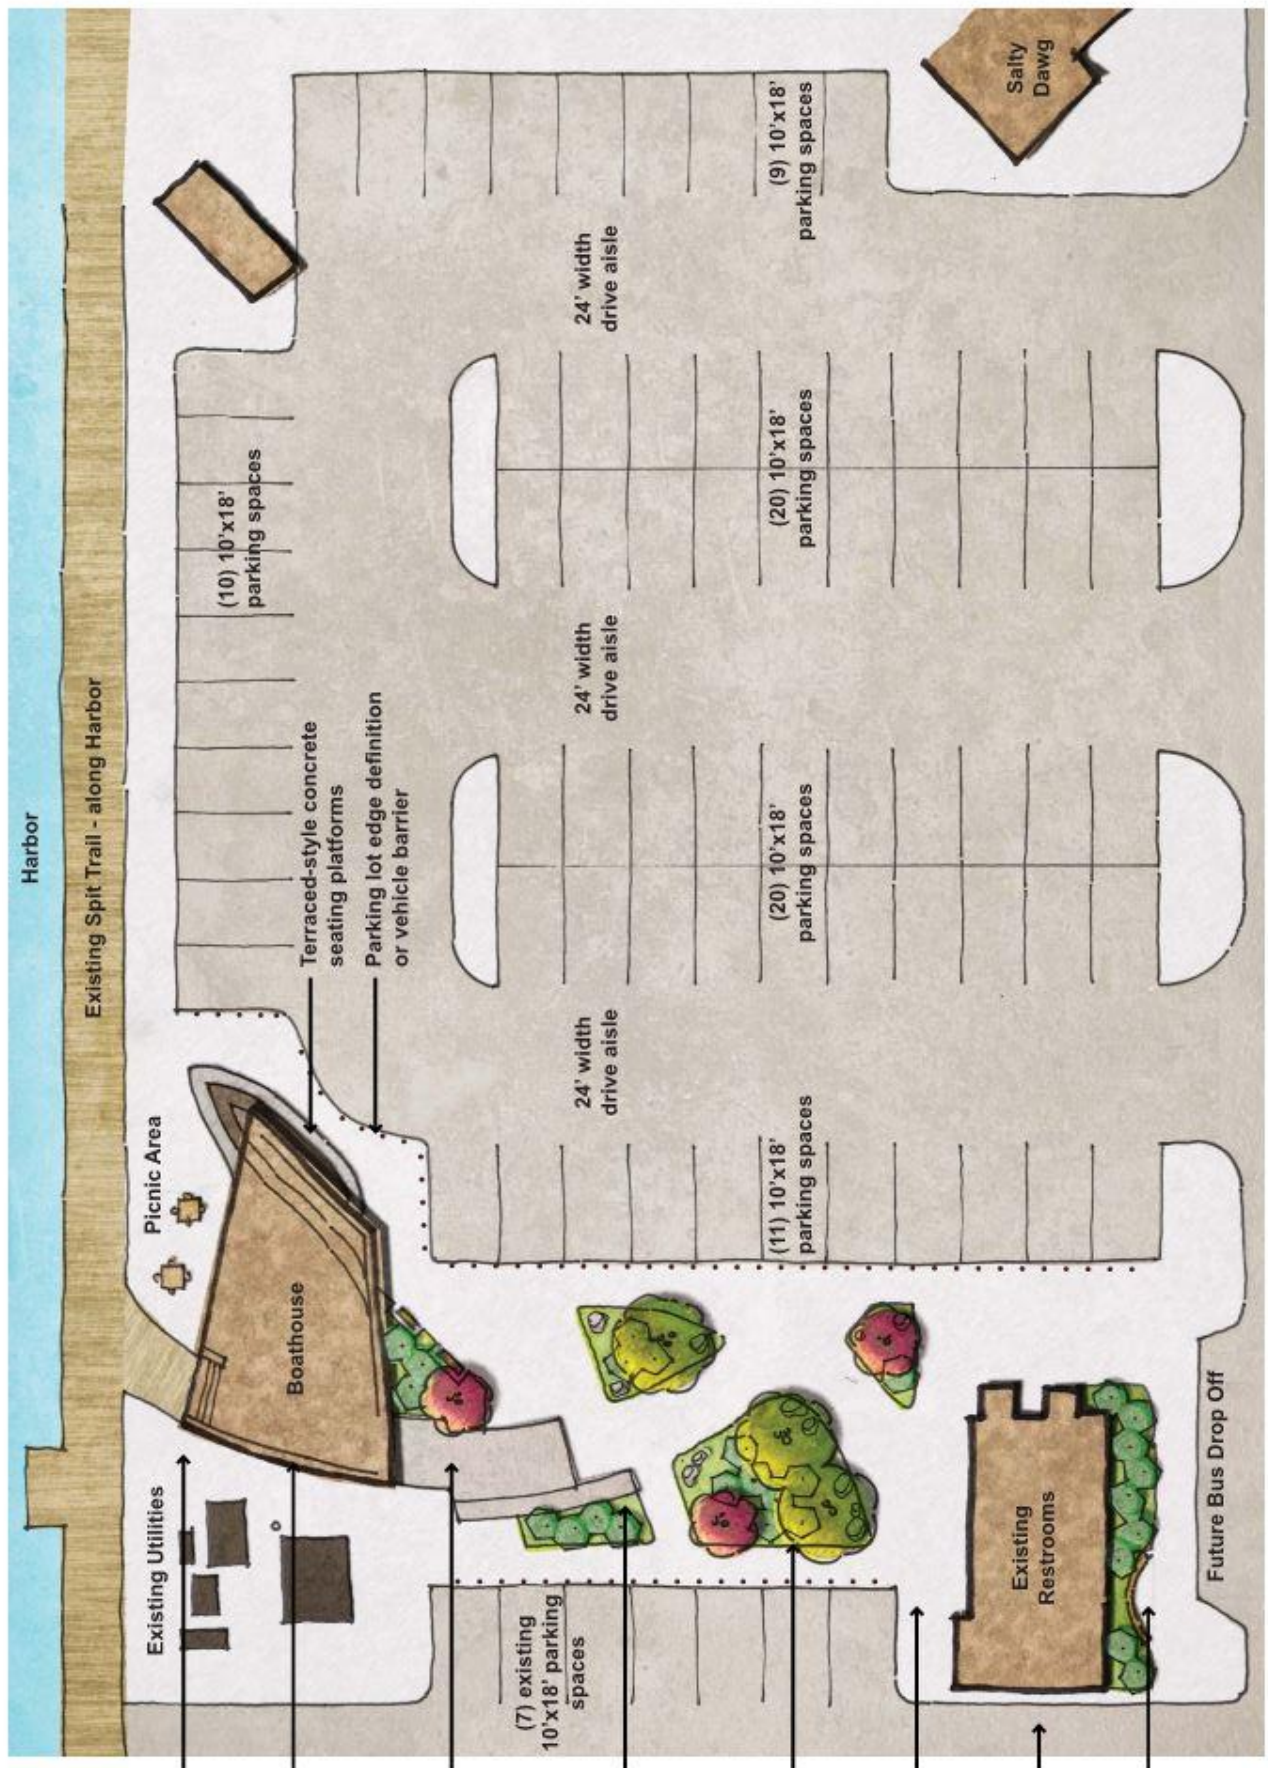 Harbor
Existing Spit Trail - along Harbor
Existing Utilities
Picnic Area
(10) 10'x18'
parking spaces
Boathouse
Terraced-style concrete
seating platforms
Parking lot edge definition
or vehicle barrier
(7) existing
10'x18' parking
spaces
24' width
drive aisle
24' width
drive aisle
24' width
drive aisle
(11) 10'x18'
parking spaces
(20) 10'x18'
parking spaces
(20) 10'x18'
parking spaces
(9) 10'x18'
parking spaces
Existing
Restrooms
Salty
Dawg
Future Bus Drop Off